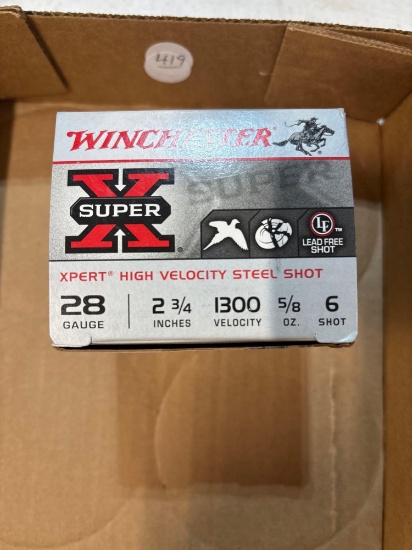 419
WINCHESTER
SUPER
X
SUPER
®
LF™
LEAD FREE
SHOT
XPERT® HIGH VELOCITY STEEL SHOT
28 2 3/4 1300 5/8 6
GAUGE INCHES VELOCITY OZ. SHOT